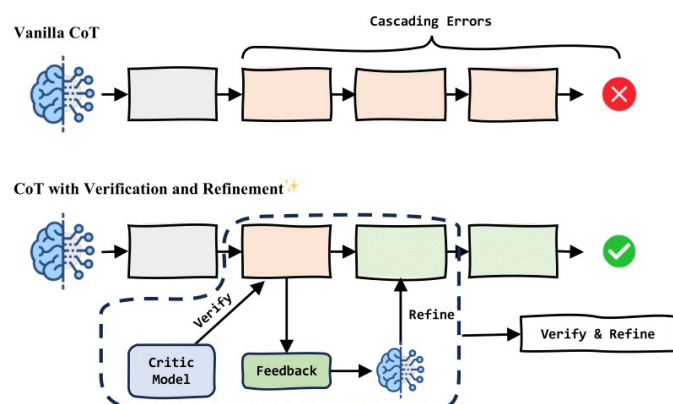 Vanilla CoT
Cascading Errors
CoT with Verification and Refinement✨
Verify
Refine
Critic
Model
Feedback
Verify & Refine